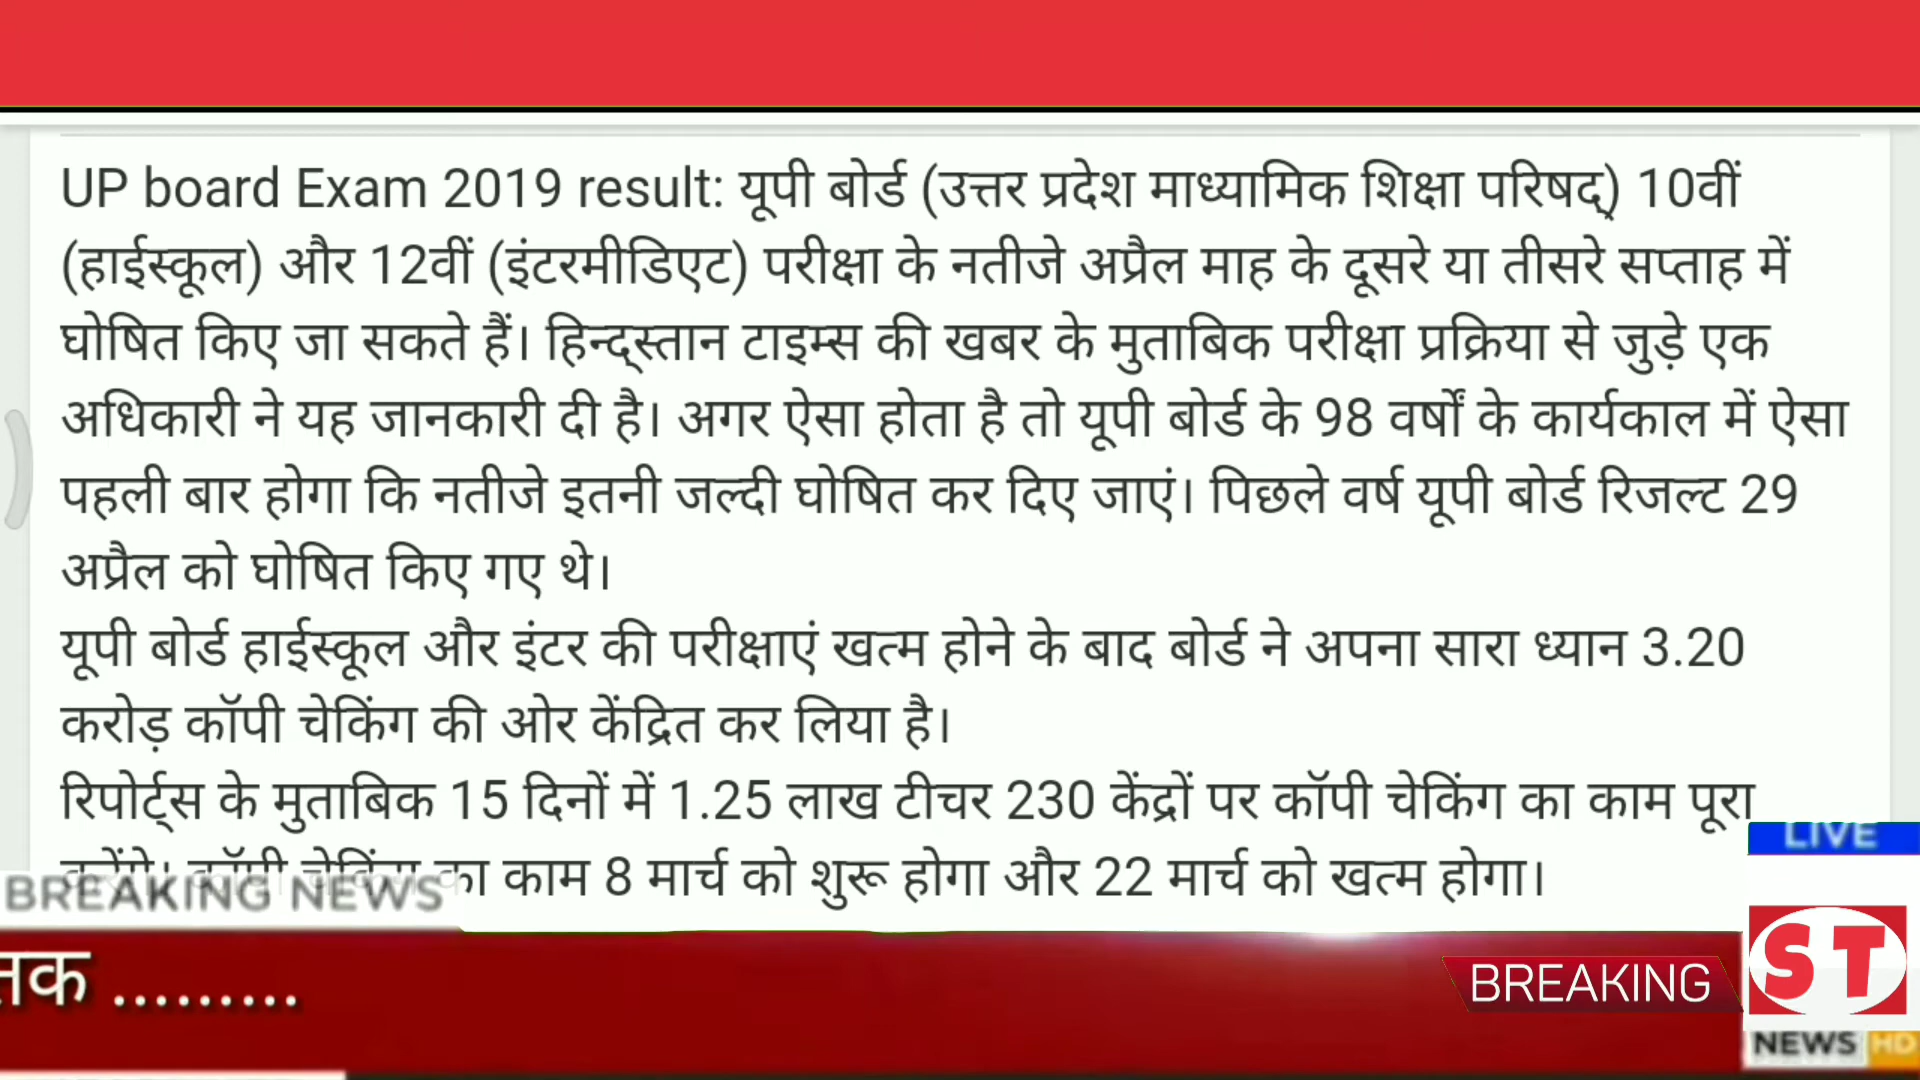 UP board Exam 2019 result: यूपी बोर्ड (उत्तर प्रदेश माध्यामिक शिक्षा परिषद्) 10वीं
(हाईस्कूल) और 12वीं (इंटरमीडिएट) परीक्षा के नतीजे अप्रैल माह के दूसरे या तीसरे सप्ताह में
घोषित किए जा सकते हैं। हिन्द्स्तान टाइम्स की खबर के मुताबिक परीक्षा प्रक्रिया से जुड़े एक
अधिकारी ने यह जानकारी दी है। अगर ऐसा होता है तो यूपी बोर्ड के 98 वर्षों के कार्यकाल में ऐसा
पहली बार होगा कि नतीजे इतनी जल्दी घोषित कर दिए जाएं। पिछले वर्ष यूपी बोर्ड रिजल्ट 29
अप्रैल को घोषित किए गए थे।
यूपी बोर्ड हाईस्कूल और इंटर की परीक्षाएं खत्म होने के बाद बोर्ड ने अपना सारा ध्यान 3.20
करोड़ कॉपी चेकिंग की ओर केंद्रित कर लिया है।
रिपोर्ट्स के मुताबिक 15 दिनों में 1.25 लाख टीचर 230 केंद्रों पर कॉपी चेकिंग का काम पूरा
कॉपी चेकिंग का काम 8 मार्च को शुरू होगा और 22 मार्च को खत्म होगा।
LIVE
BREAKING NEWS
तक .........
BREAKING
ST
NEWS HD